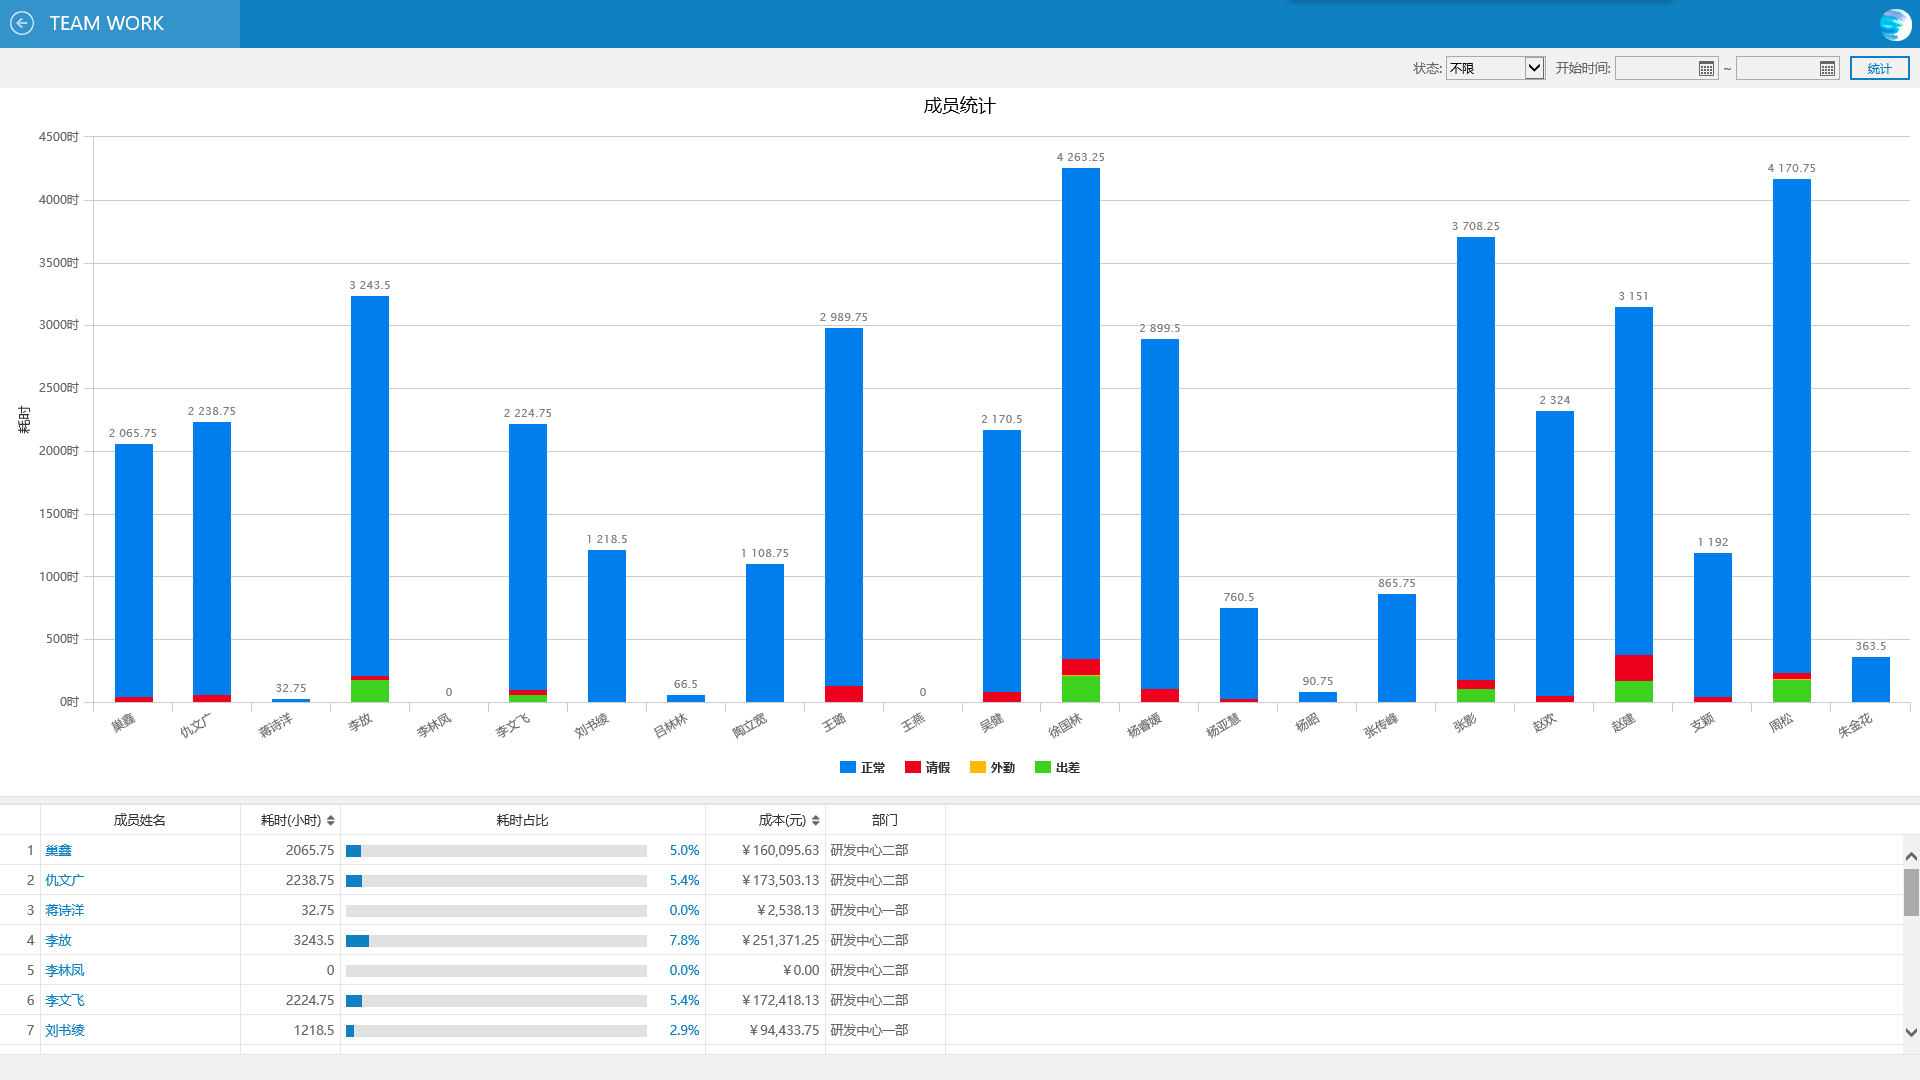 TEAM WORK
状态: 不限 开始时间: ~ 统计
成员统计
耗时
4500时
4000时
3500时
3000时
2500时
2000时
1500时
1000时
500时
0时
2 065.75
2 238.75
32.75
3 243.5
0
2 224.75
1 218.5
66.5
1 108.75
2 989.75
0
2 170.5
4 263.25
2 899.5
760.5
90.75
865.75
3 708.25
2 324
3 151
1 192
4 170.75
363.5
巢鑫
仇文广
蒋诗洋
李放
李林凤
李文飞
刘书绫
吕林林
陶立宽
王璐
王燕
吴健
徐国林
杨睿媛
杨亚慧
杨昭
张传峰
张影
赵欢
赵建
支颖
周松
朱金花
正常 请假 外勤 出差
成员姓名 耗时(小时) 耗时占比 成本(元) 部门
1 巢鑫 2065.75 5.0% ¥160,095.63 研发中心二部
2 仇文广 2238.75 5.4% ¥173,503.13 研发中心二部
3 蒋诗洋 32.75 0.0% ¥2,538.13 研发中心一部
4 李放 3243.5 7.8% ¥251,371.25 研发中心二部
5 李林凤 0 0.0% ¥0.00 研发中心二部
6 李文飞 2224.75 5.4% ¥172,418.13 研发中心二部
7 刘书绫 1218.5 2.9% ¥94,433.75 研发中心一部